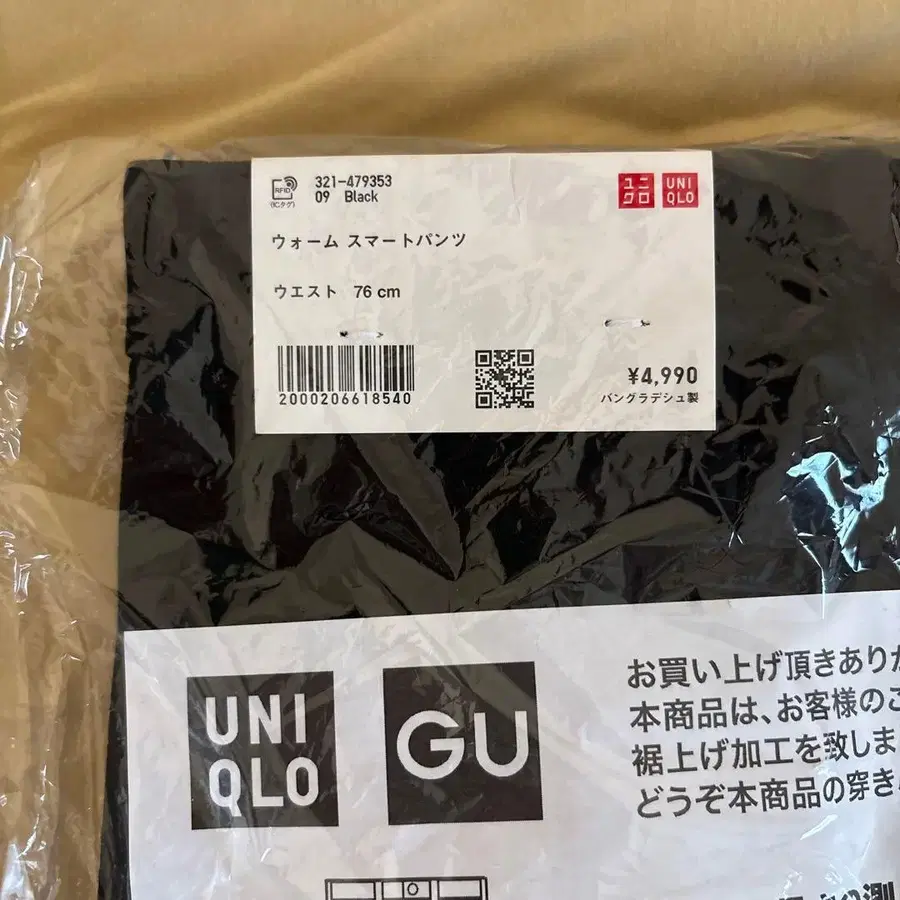 321-479353
09 Black
RFID
(ICタグ)
ユニ
クロ
UNI
QLO
ウォーム スマートパンツ
ウエスト 76 cm
2000206618540
¥4,990
バングラデシュ製
UNI
QLO
GU
お買い上げ頂きありが
本商品は、お客様のご
裾上げ加工を致しま
どうぞ本商品の穿き